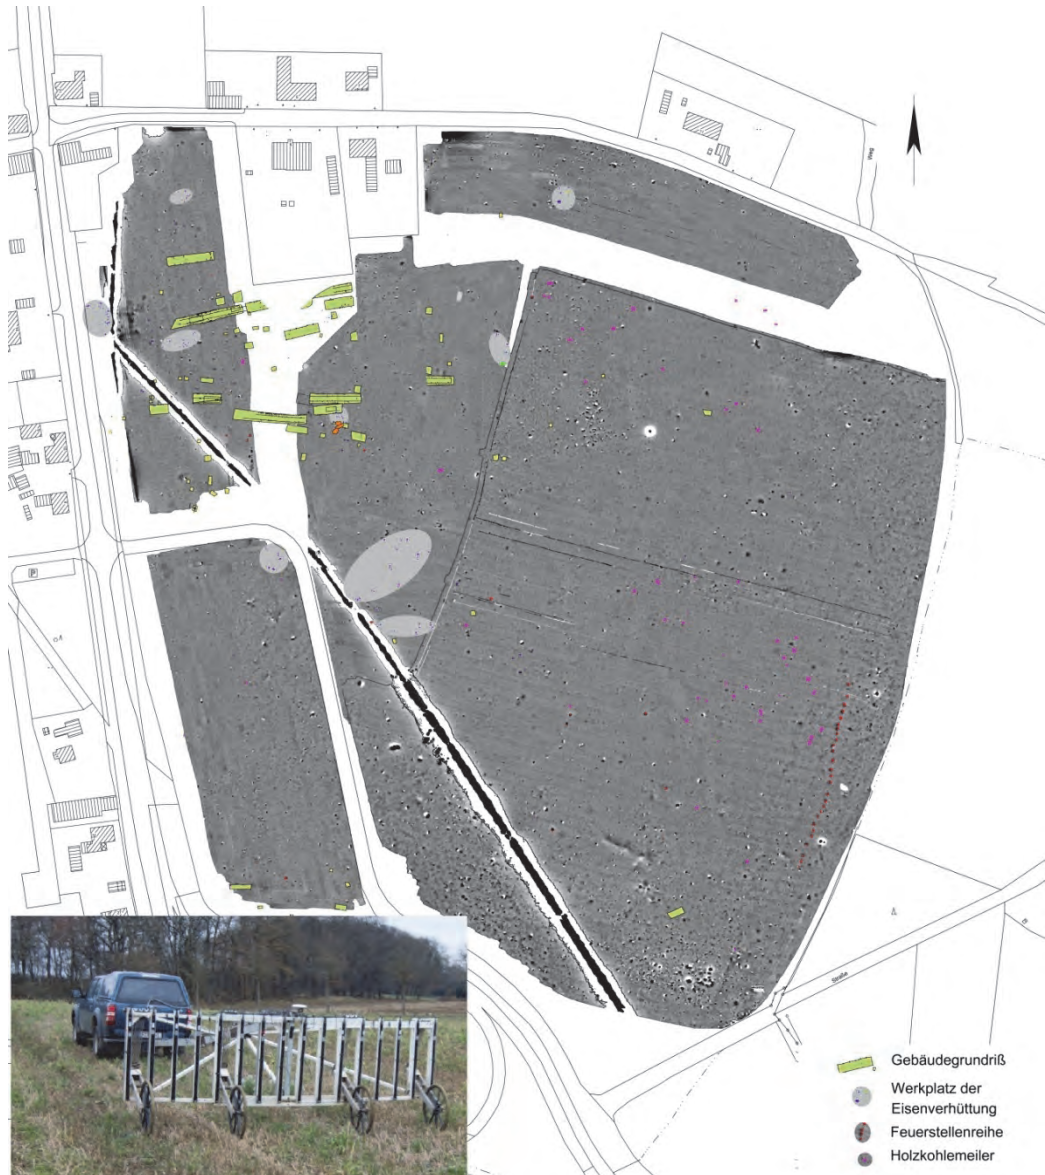 Weg
P
Straße
Gebäudegrundriß
Werkplatz der
Eisenverhüttung
Feuerstellenreihe
Holzkohlemeiler